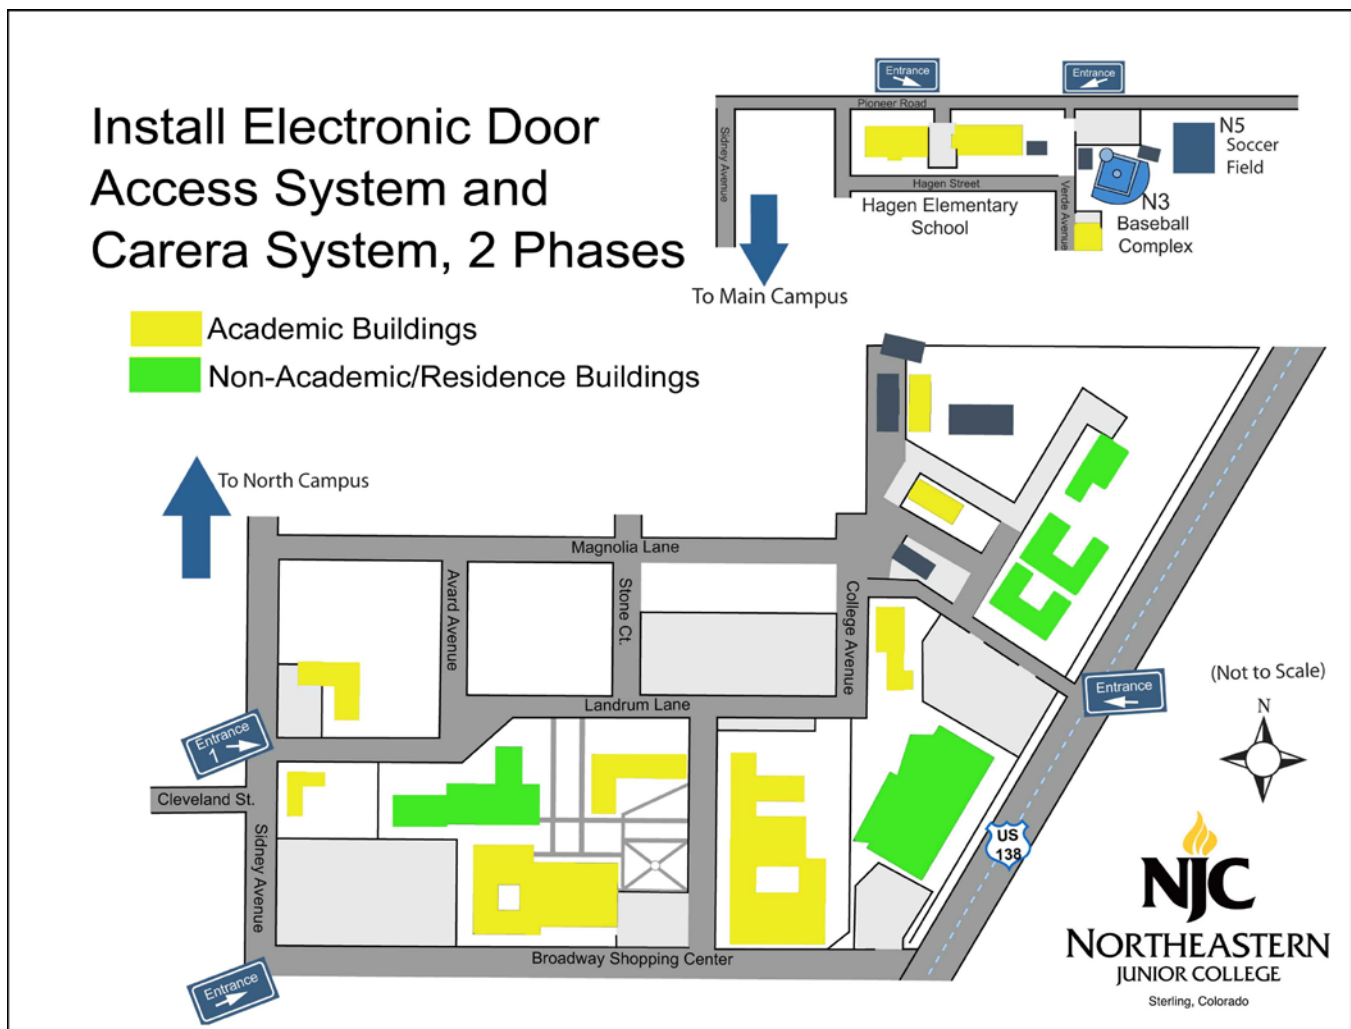 Install Electronic Door
Access System and
Carera System, 2 Phases
Academic Buildings
Non-Academic/Residence Buildings
Entrance
Entrance
Pioneer Road
Sidney Avenue
N5
Soccer
Field
Hagen Street
Hagen Elementary
School
Verde Avenue
N3
Baseball
Complex
To Main Campus
To North Campus
Magnolia Lane
Avard Avenue
Stone Ct.
College Avenue
Landrum Lane
Entrance
1
Cleveland St.
Sidney Avenue
Entrance
Broadway Shopping Center
Entrance
(Not to Scale)
N
US
138
NJC
NORTHEASTERN
JUNIOR COLLEGE
Sterling, Colorado